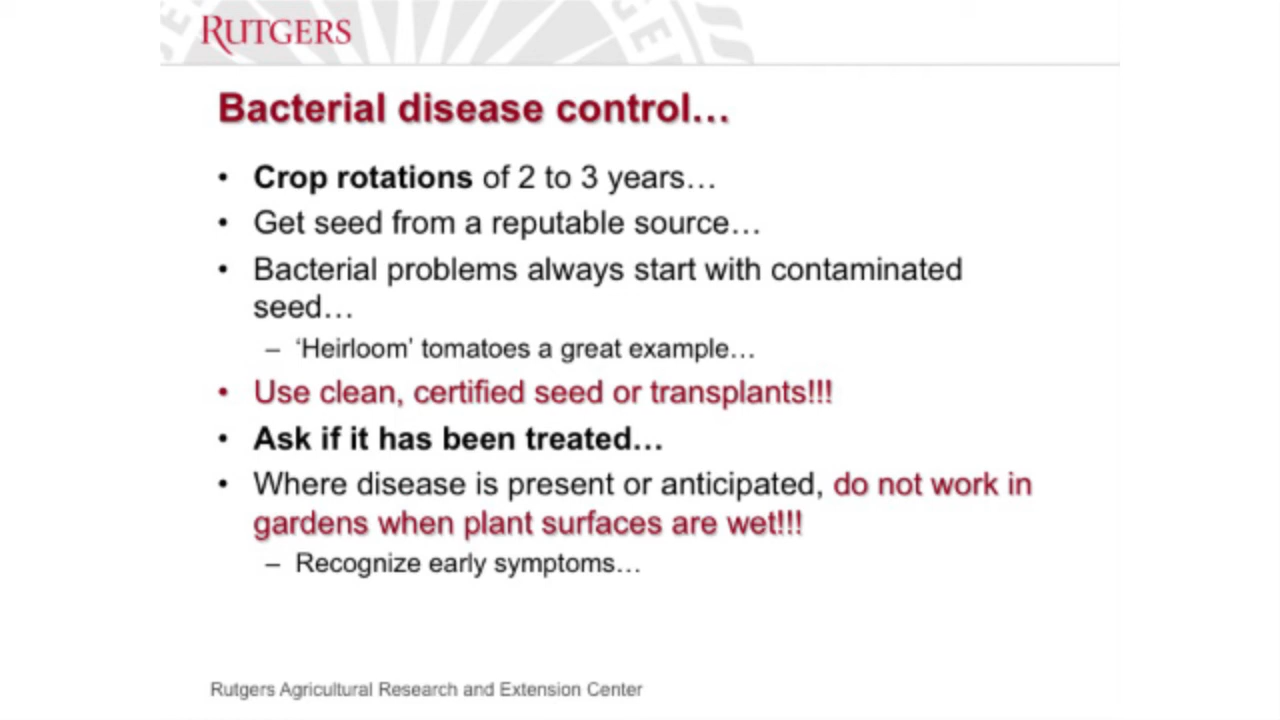 RUTGERS
Bacterial disease control…
• Crop rotations of 2 to 3 years…
• Get seed from a reputable source…
• Bacterial problems always start with contaminated
seed…
– ‘Heirloom’ tomatoes a great example…
• Use clean, certified seed or transplants!!!
• Ask if it has been treated…
• Where disease is present or anticipated, do not work in
gardens when plant surfaces are wet!!!
– Recognize early symptoms…
Rutgers Agricultural Research and Extension Center